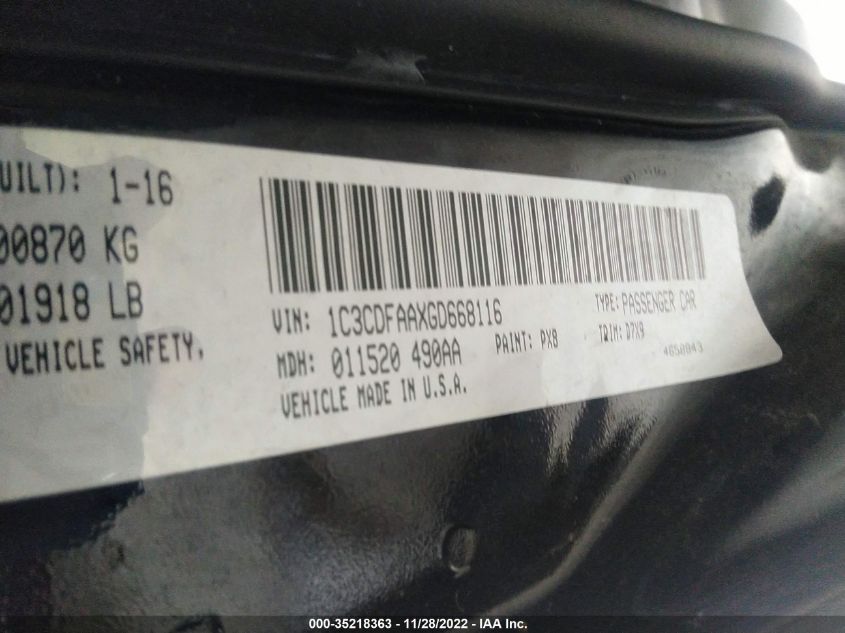 UILT): 1-16
00870 KG
01918 LB
VEHICLE SAFETY.
VIN: 1C3CDFAAXGD668116
TYPE: PASSENGER CAR
MDH: 011520 490AA
PAINT: PX8
TRIM: D7X9
VEHICLE MADE IN U.S.A.
4650843
000-35218363 - 11/28/2022 - IAA Inc.